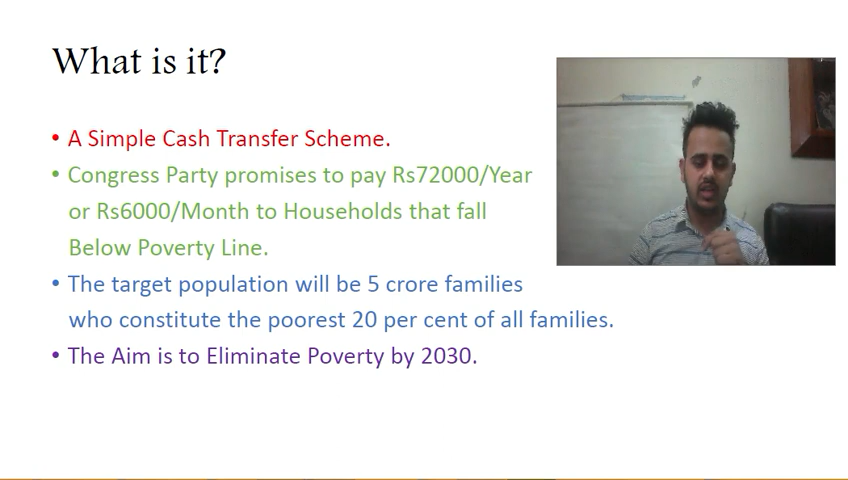 What is it?
• A Simple Cash Transfer Scheme.
• Congress Party promises to pay Rs72000/Year
or Rs6000/Month to Households that fall
Below Poverty Line.
• The target population will be 5 crore families
who constitute the poorest 20 per cent of all families.
• The Aim is to Eliminate Poverty by 2030.